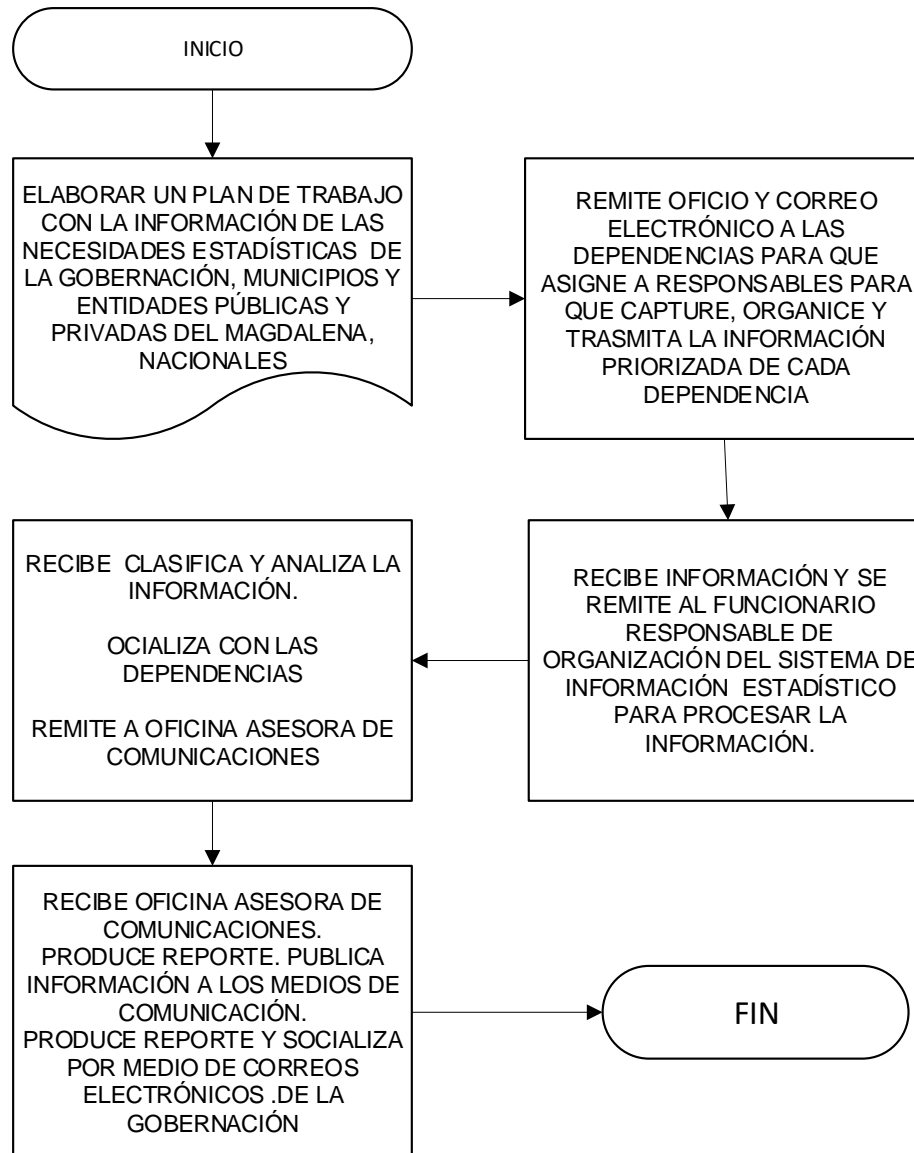 INICIO
ELABORAR UN PLAN DE TRABAJO
CON LA INFORMACIÓN DE LAS
NECESIDADES ESTADÍSTICAS DE
LA GOBERNACIÓN, MUNICIPIOS Y
ENTIDADES PÚBLICAS Y
PRIVADAS DEL MAGDALENA,
NACIONALES
REMITE OFICIO Y CORREO
ELECTRÓNICO A LAS
DEPENDENCIAS PARA QUE
ASIGNE A RESPONSABLES PARA
QUE CAPTURE, ORGANICE Y
TRASMITA LA INFORMACIÓN
PRIORIZADA DE CADA
DEPENDENCIA
RECIBE INFORMACIÓN Y SE
REMITE AL FUNCIONARIO
RESPONSABLE DE
ORGANIZACIÓN DEL SISTEMA DE
INFORMACIÓN ESTADÍSTICO
PARA PROCESAR LA
INFORMACIÓN.
RECIBE CLASIFICA Y ANALIZA LA
INFORMACIÓN.
OCIALIZA CON LAS
DEPENDENCIAS
REMITE A OFICINA ASESORA DE
COMUNICACIONES
RECIBE OFICINA ASESORA DE
COMUNICACIONES.
PRODUCE REPORTE. PUBLICA
INFORMACIÓN A LOS MEDIOS DE
COMUNICACIÓN.
PRODUCE REPORTE Y SOCIALIZA
POR MEDIO DE CORREOS
ELECTRÓNICOS .DE LA
GOBERNACIÓN
FIN